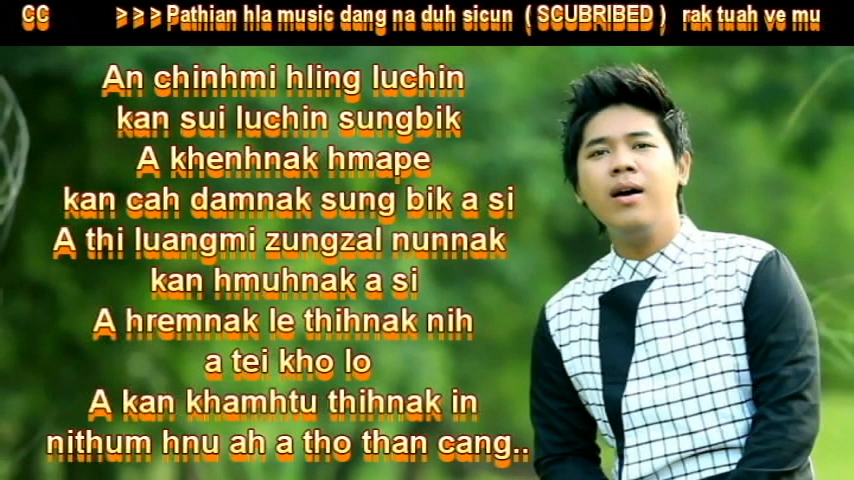 CC > > > Pathian hla music dang na duh sicun ( SCUBRIBED ) rak tuah ve mu
An chinhmi hling luchin
kan sui luchin sungbik
A khenhnak hmape
kan cah damnak sung bik a si
A thi luangmi zungzal nunnak
kan hmuhnak a si
A hremnak le thihnak nih
a tei kho lo
A kan khamhtu thihnak in
nithum hnu ah a tho than cang..